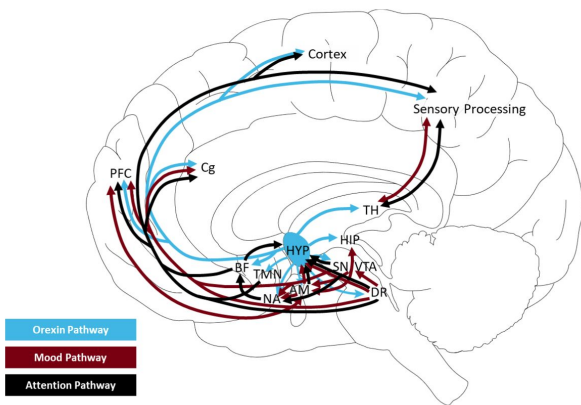 Cortex
Sensory Processing
PFC
Cg
TH
HIP
HYP
BF
TMN
SN
VTA
NA
AM
DR
Orexin Pathway
Mood Pathway
Attention Pathway